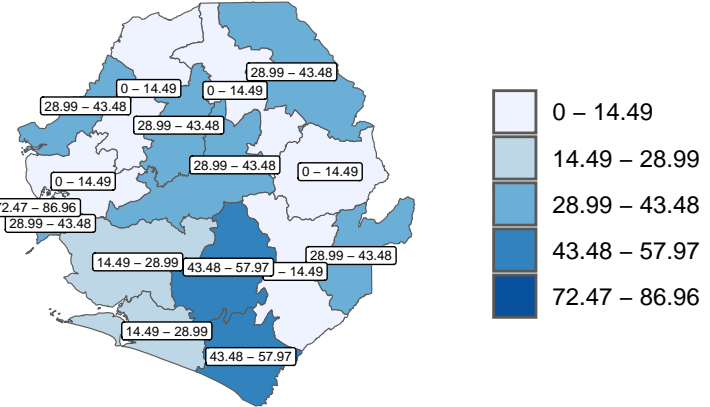 28.99 – 43.48
0 – 14.49
0 – 14.49
28.99 – 43.48
28.99 – 43.48
28.99 – 43.48
0 – 14.49
0 – 14.49
72.47 – 86.96
28.99 – 43.48
28.99 – 43.48
14.49 – 28.99
43.48 – 57.97
– 14.49
14.49 – 28.99
43.48 – 57.97
0 – 14.49
14.49 – 28.99
28.99 – 43.48
43.48 – 57.97
72.47 – 86.96